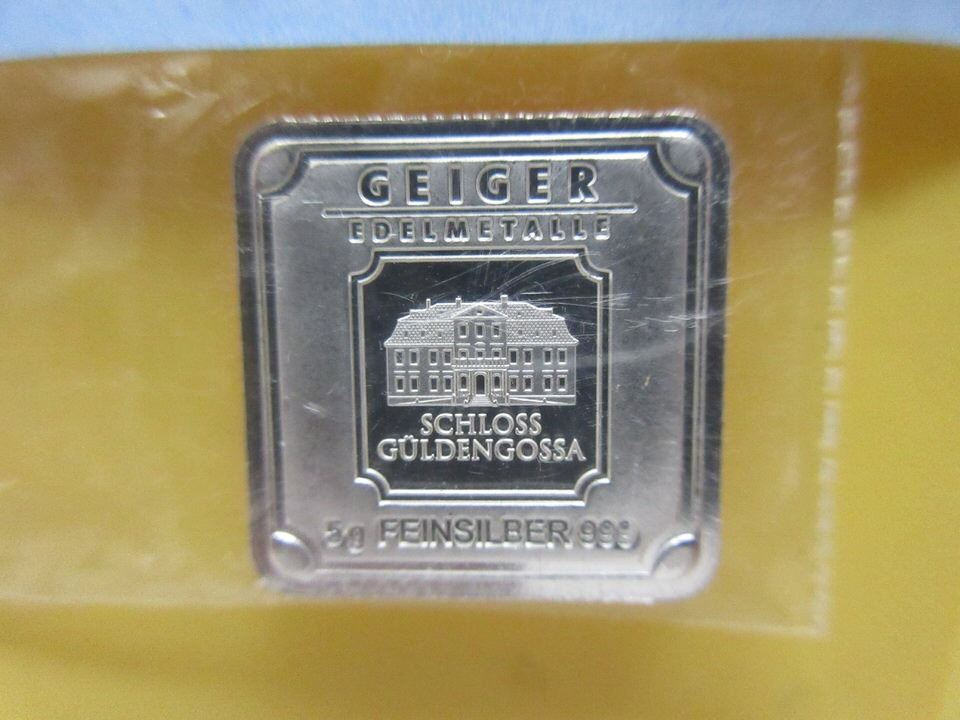 GEIGER
EDELMETALLE
SCHLOSS
GÜLDENGOSSA
5g FEINSILBER 999